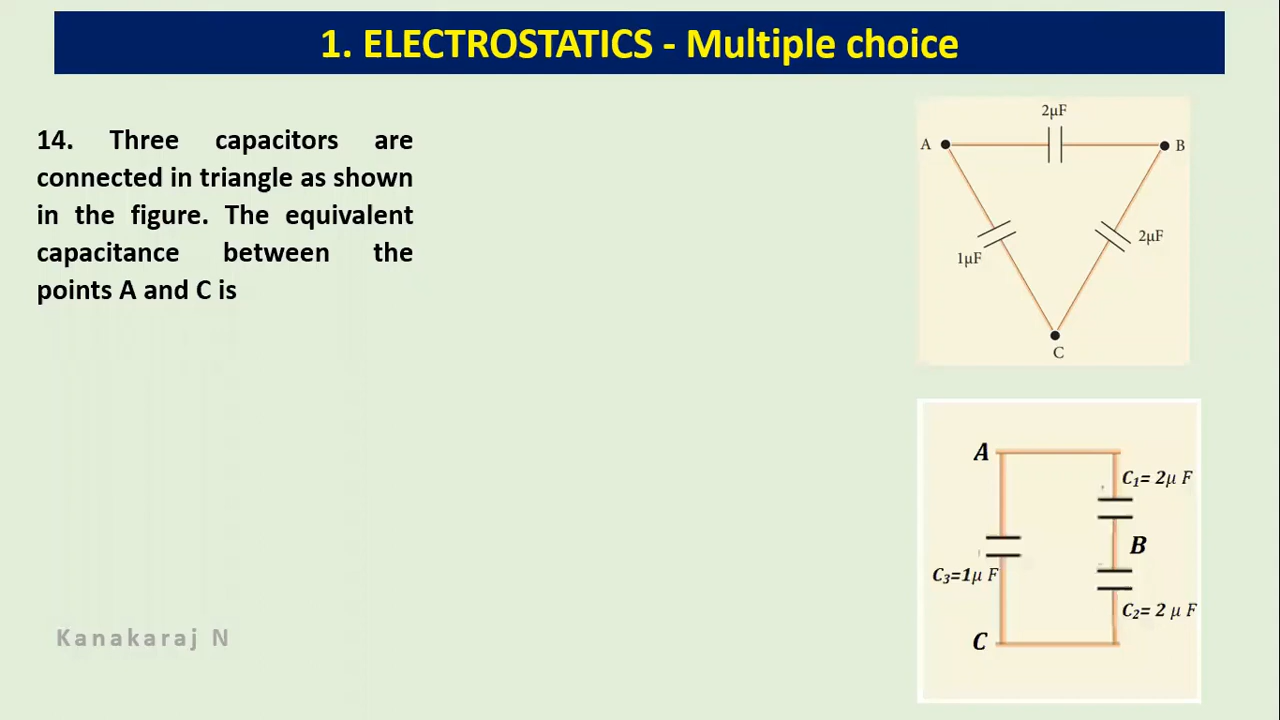 1. ELECTROSTATICS - Multiple choice
14. Three capacitors are
connected in triangle as shown
in the figure. The equivalent
capacitance between the
points A and C is
2µF
A
B
1µF
2µF
C
A
C₁= 2µ F
B
C₃=1µ F
C₂= 2 µ F
C
Kanakaraj N